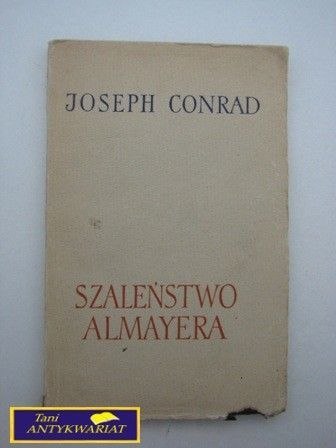 JOSEPH CONRAD
SZALEŃSTWO
ALMAYERA
Tani
ANTYKWARIAT